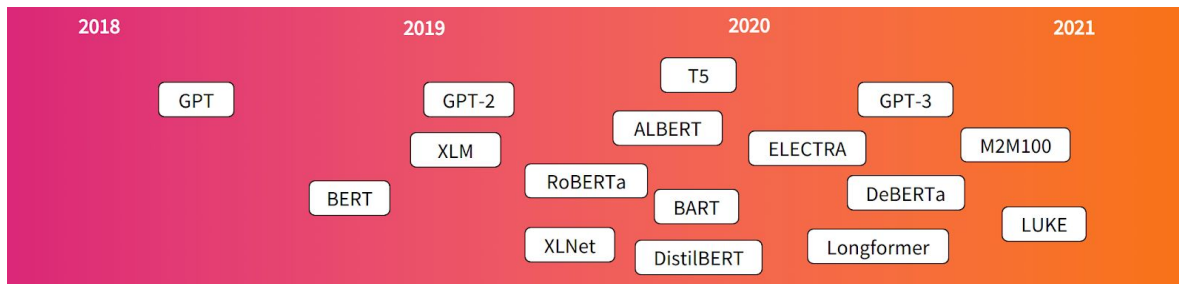 2018 2019 2020 2021
T5
GPT GPT-2 GPT-3
ALBERT
XLM ELECTRA M2M100
RoBERTa
BERT BART DeBERTa
LUKE
XLNet DistilBERT Longformer